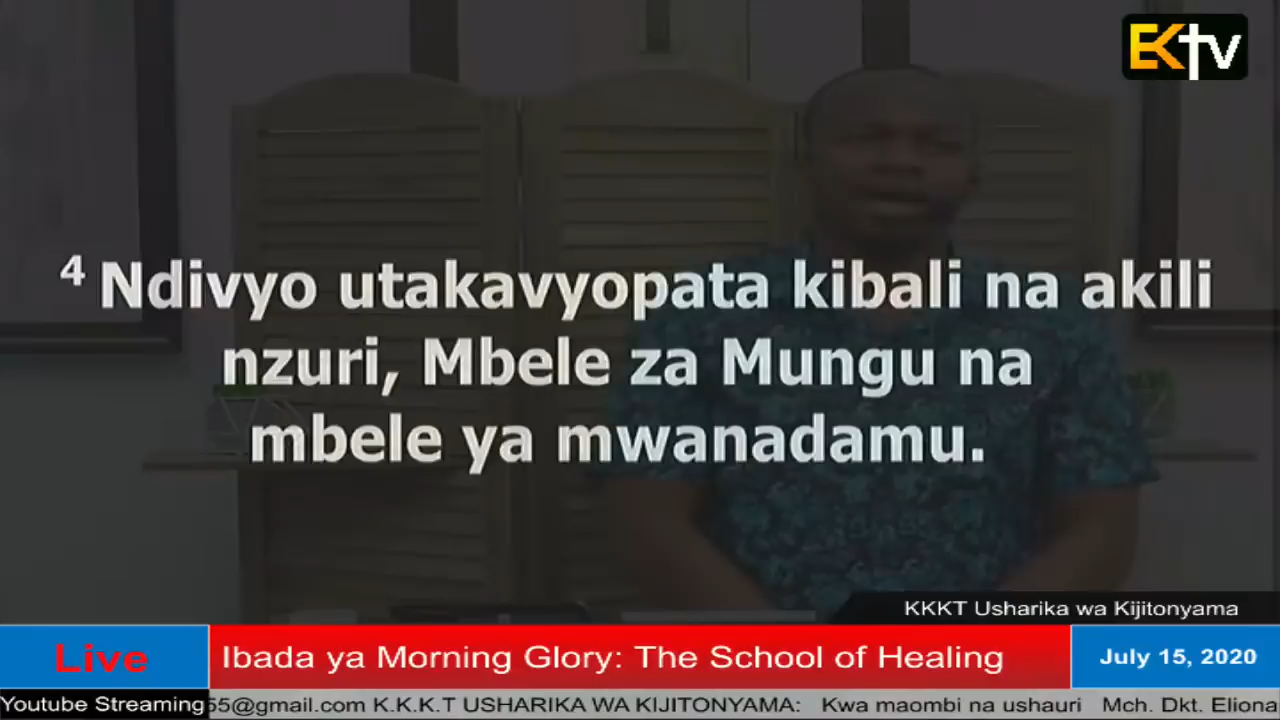 EKTV
4 Ndivyo utakavyopata kibali na akili
nzuri, Mbele za Mungu na
mbele ya mwanadamu.
KKKT Usharika wa Kijitonyama
Live
Ibada ya Morning Glory: The School of Healing
July 15, 2020
Youtube Streaming
55@gmail.com K.K.K.T USHARIKA WA KIJITONYAMA: Kwa maombi na ushauri Mch. Dkt. Eliona